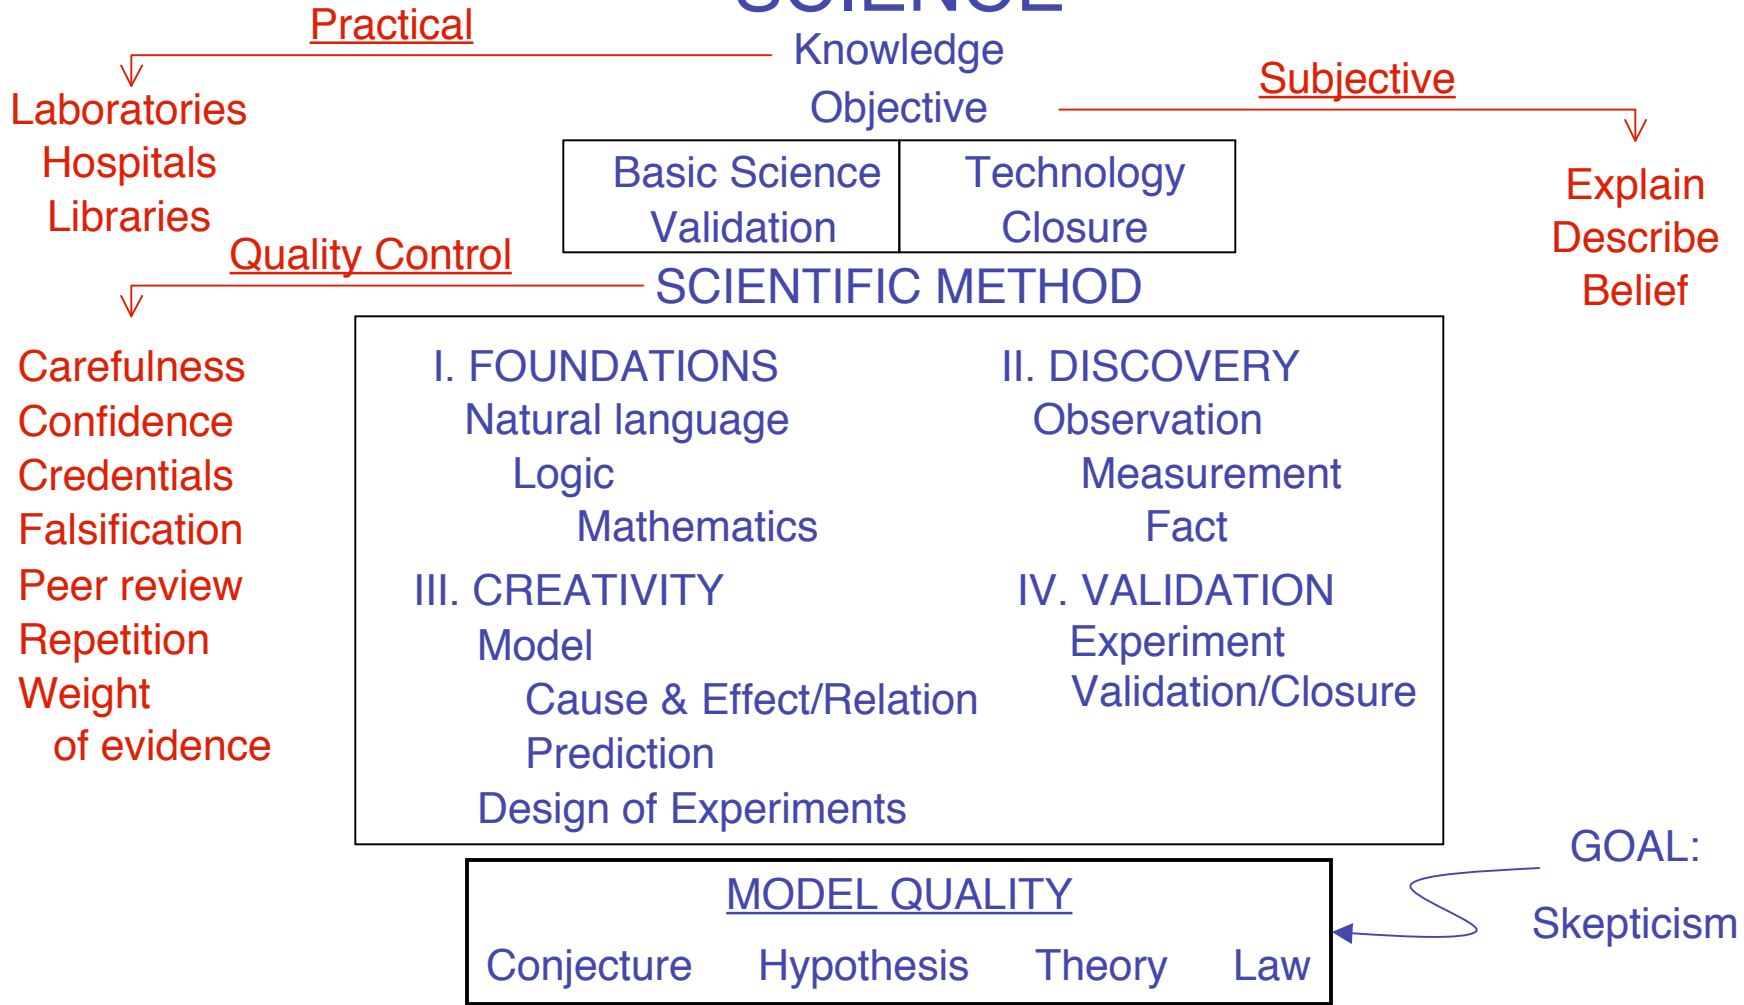 SCIENCE
Practical
Knowledge
Subjective
Objective
Laboratories
Hospitals
Libraries
Basic Science
Validation
Technology
Closure
Explain
Describe
Belief
Quality Control
SCIENTIFIC METHOD
Carefulness
Confidence
Credentials
Falsification
Peer review
Repetition
Weight
of evidence
I. FOUNDATIONS
Natural language
Logic
Mathematics
II. DISCOVERY
Observation
Measurement
Fact
III. CREATIVITY
Model
Cause & Effect/Relation
Prediction
Design of Experiments
IV. VALIDATION
Experiment
Validation/Closure
GOAL:
Skepticism
MODEL QUALITY
Conjecture Hypothesis Theory Law